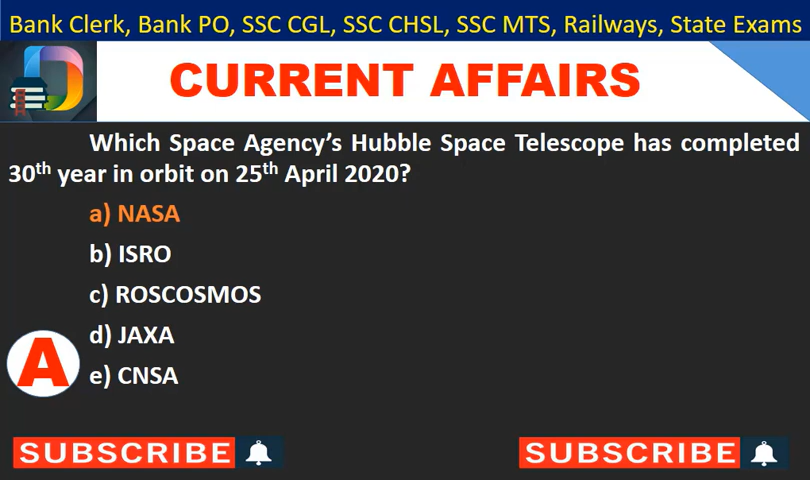 Bank Clerk, Bank PO, SSC CGL, SSC CHSL, SSC MTS, Railways, State Exams
CURRENT AFFAIRS
Which Space Agency's Hubble Space Telescope has completed
30th year in orbit on 25th April 2020?
a) NASA
b) ISRO
c) ROSCOSMOS
d) JAXA
e) CNSA
A
SUBSCRIBE
SUBSCRIBE